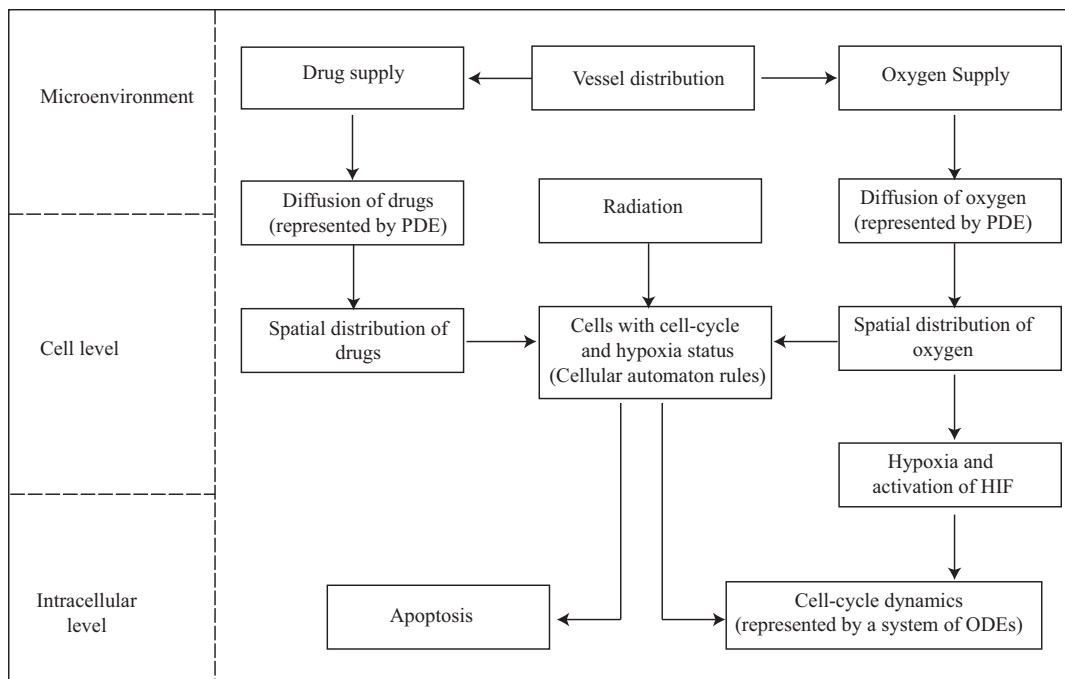 Microenvironment
Drug supply
Vessel distribution
Oxygen Supply
Diffusion of drugs
(represented by PDE)
Radiation
Diffusion of oxygen
(represented by PDE)
Cell level
Spatial distribution of
drugs
Cells with cell-cycle
and hypoxia status
(Cellular automaton rules)
Spatial distribution of
oxygen
Hypoxia and
activation of HIF
Intracellular
level
Apoptosis
Cell-cycle dynamics
(represented by a system of ODEs)